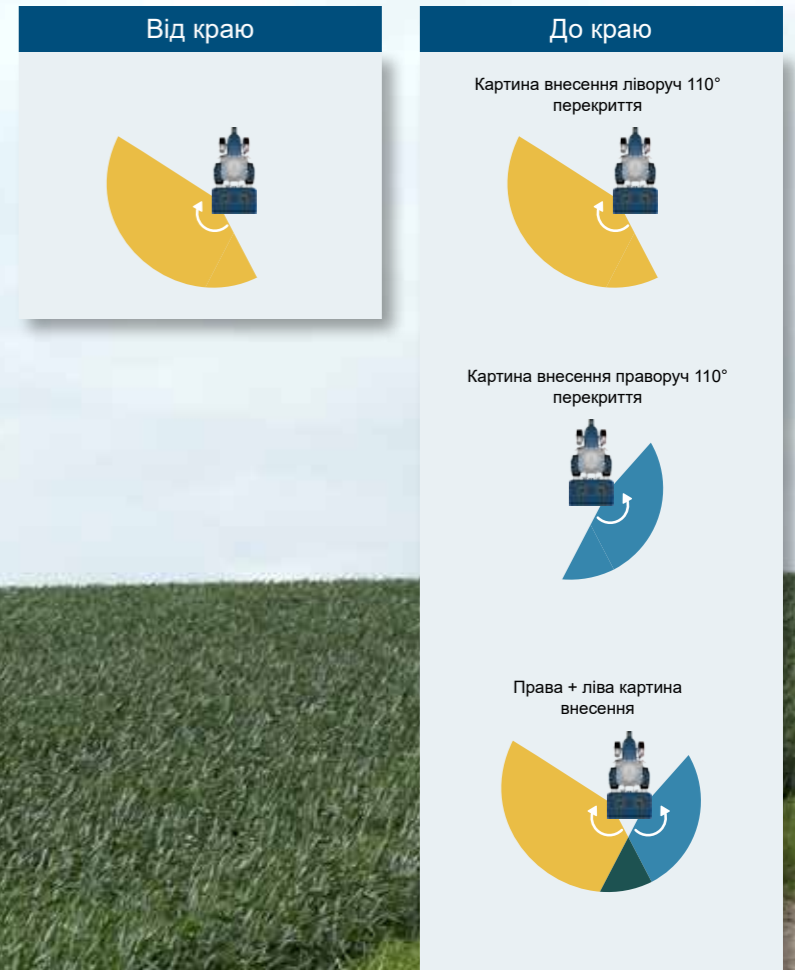 Від краю
До краю
Картина внесення ліворуч 110°
перекриття
Картина внесення праворуч 110°
перекриття
Права + ліва картина
внесення